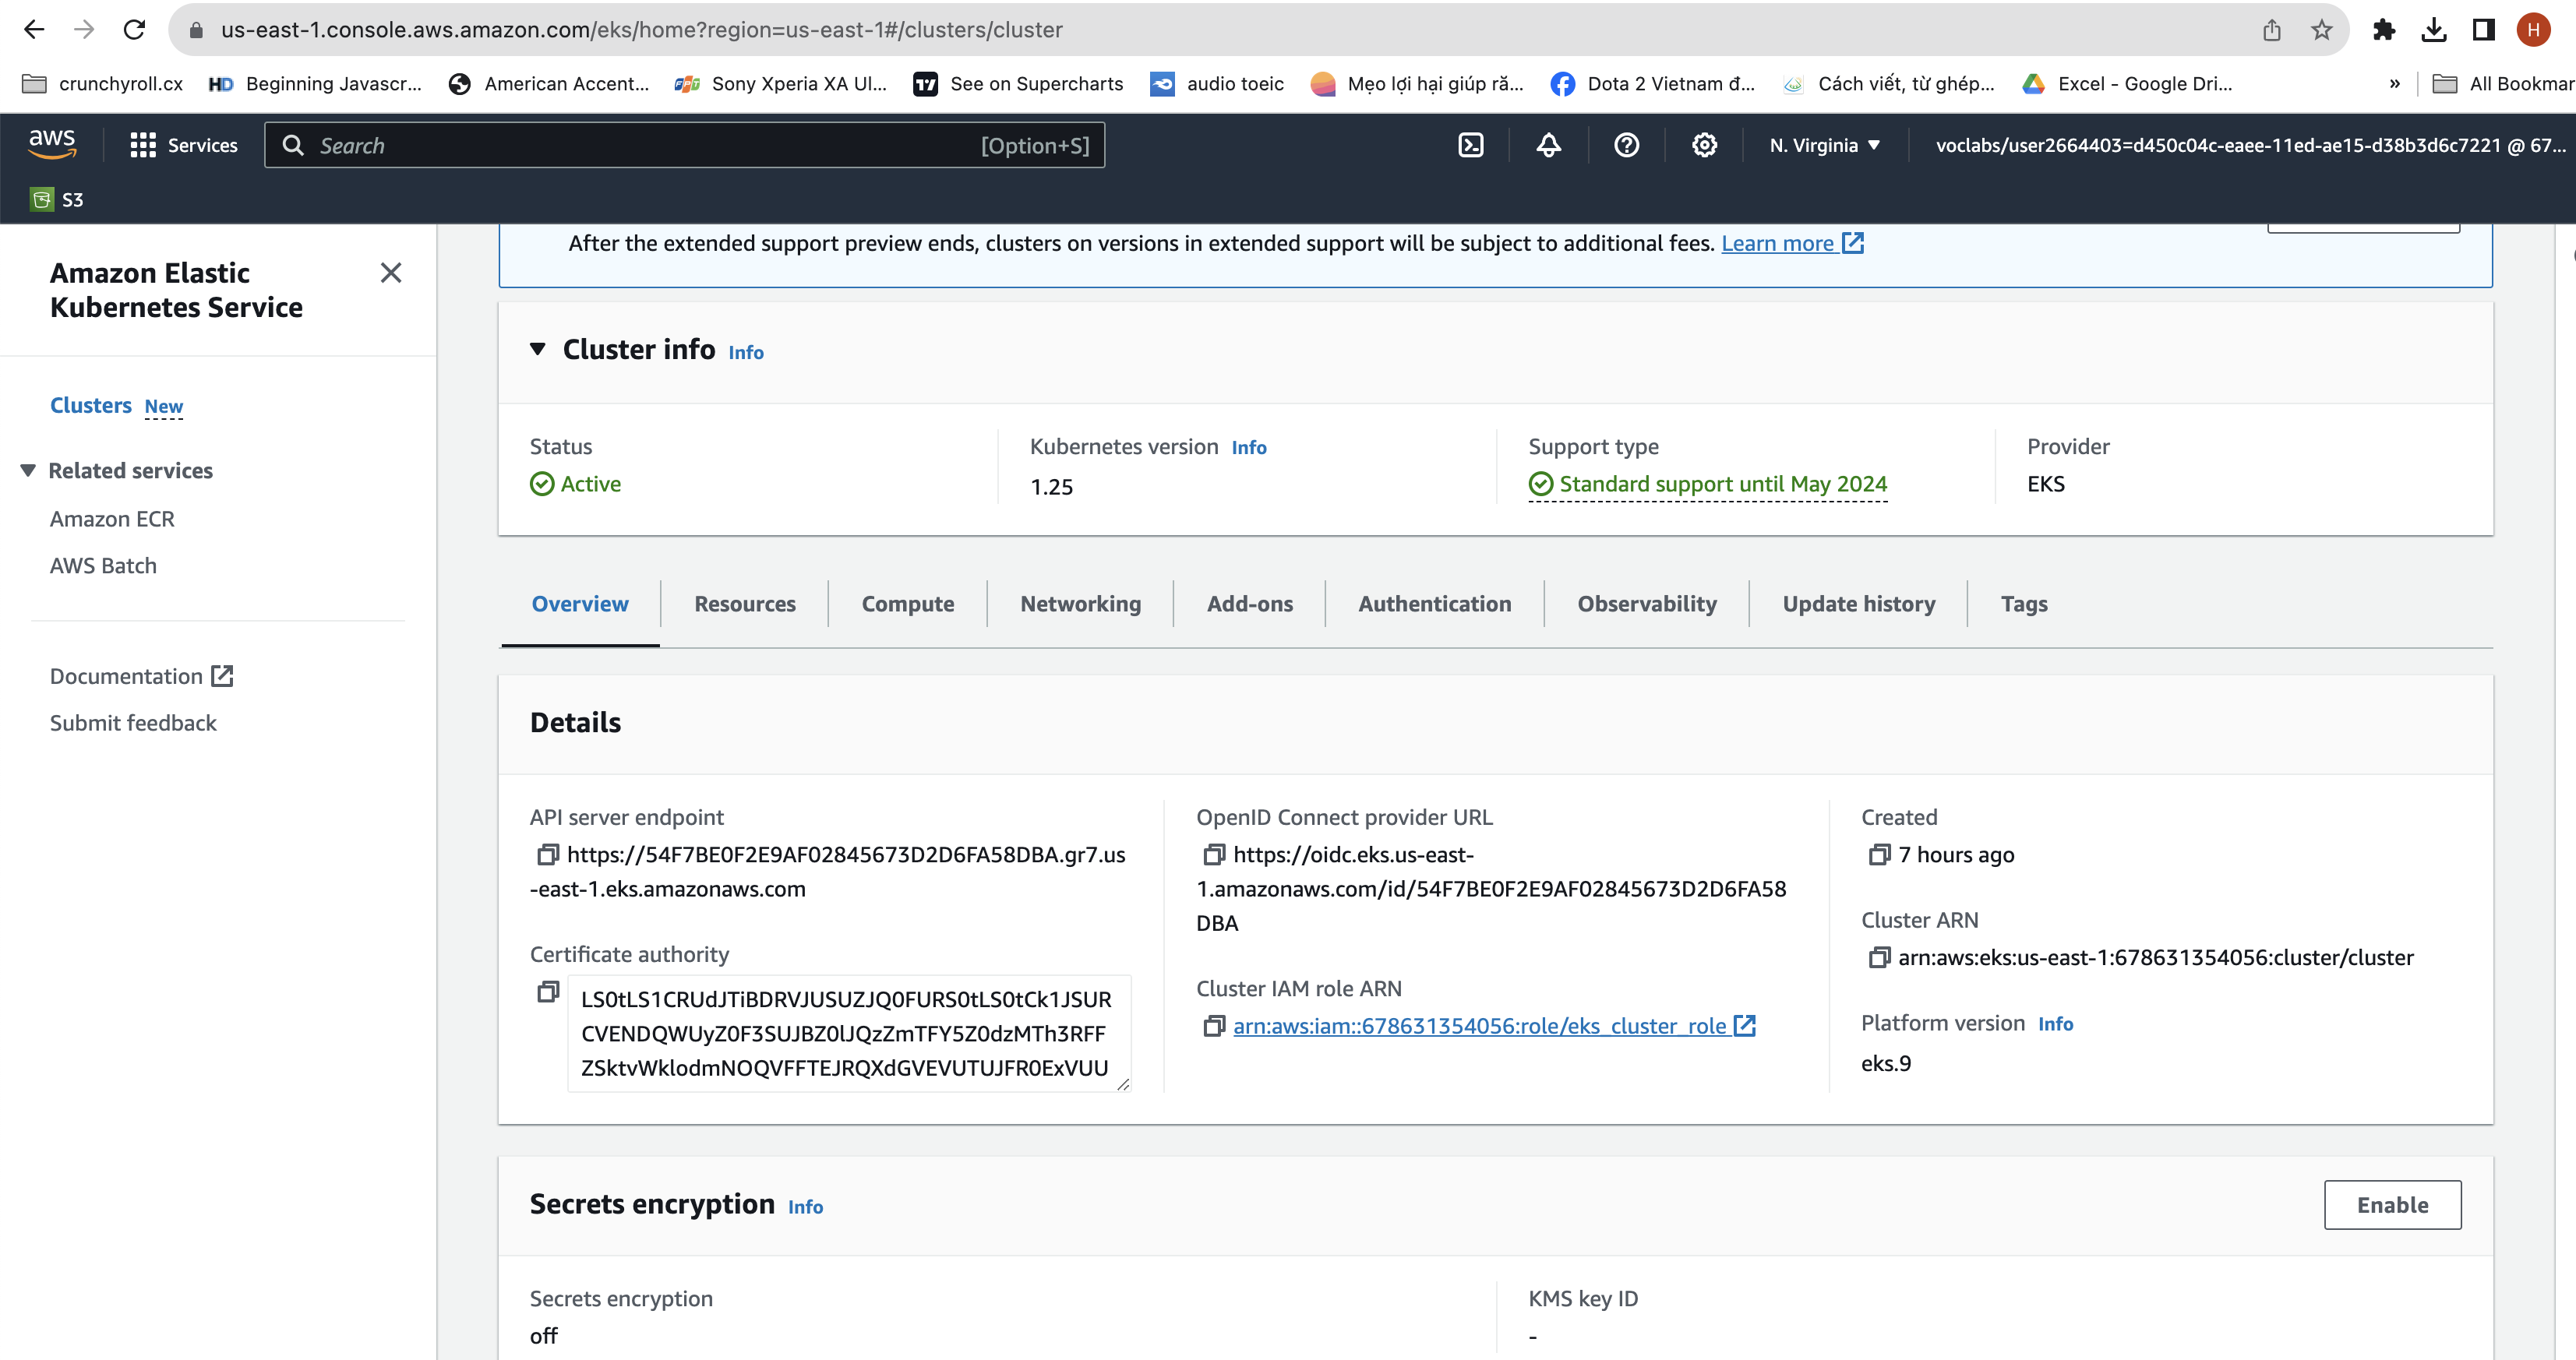 us-east-1.console.aws.amazon.com/eks/home?region=us-east-1#/clusters/cluster
H
crunchyroll.cx HD Beginning Javascr... American Accent... FPT Sony Xperia XA Ul... See on Supercharts audio toeic Mẹo lợi hại giúp ră... Dota 2 Vietnam đ... Cách viết, từ ghép... Excel - Google Dri... » All Bookmar
aws Services Search [Option+S] N. Virginia voclabs/user2664403=d450c04c-eaee-11ed-ae15-d38b3d6c7221 @ 67...
S3
After the extended support preview ends, clusters on versions in extended support will be subject to additional fees. Learn more
Amazon Elastic
Kubernetes Service
Clusters New
Related services
Amazon ECR
AWS Batch
Documentation
Submit feedback
Cluster info Info
Status
Active
Kubernetes version Info
1.25
Support type
Standard support until May 2024
Provider
EKS
Overview Resources Compute Networking Add-ons Authentication Observability Update history Tags
Details
API server endpoint
https://54F7BE0F2E9AF02845673D2D6FA58DBA.gr7.us
-east-1.eks.amazonaws.com
Certificate authority
LS0tLS1CRUdJTiBDRVJUSUZJQ0FURS0tLS0tCk1JSUR
CVENDQWUyZ0F3SUJBZ0lJQzZmTFY5Z0dzMTh3RFF
ZSktvWklodmNOQVFFTEJRQXdGVEVUTUJFR0ExVUU
OpenID Connect provider URL
https://oidc.eks.us-east-
1.amazonaws.com/id/54F7BE0F2E9AF02845673D2D6FA58
DBA
Cluster IAM role ARN
arn:aws:iam::678631354056:role/eks_cluster_role
Created
7 hours ago
Cluster ARN
arn:aws:eks:us-east-1:678631354056:cluster/cluster
Platform version Info
eks.9
Secrets encryption Info
Enable
Secrets encryption
off
KMS key ID
-